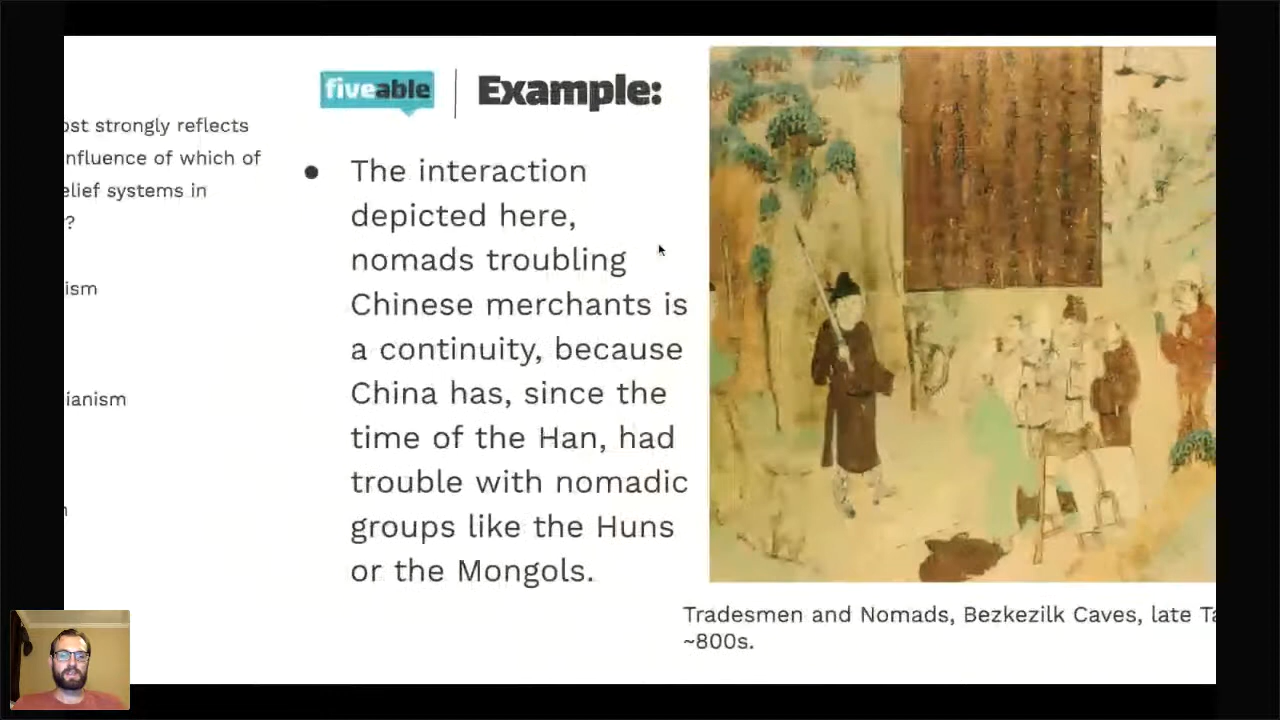 ost strongly reflects
nfluence of which of
elief systems in
?
ism
ianism
fiveable
Example:
● The interaction
depicted here,
nomads troubling
Chinese merchants is
a continuity, because
China has, since the
time of the Han, had
trouble with nomadic
groups like the Huns
or the Mongols.
Tradesmen and Nomads, Bezkezilk Caves, late Ta
~800s.